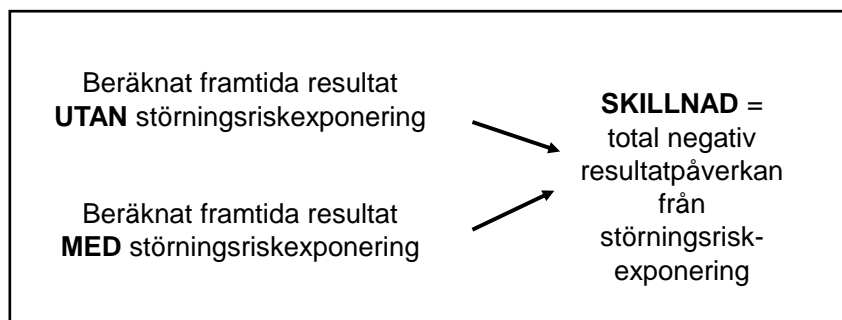 Beräknat framtida resultat
UTAN störningsriskexponering
Beräknat framtida resultat
MED störningsriskexponering
SKILLNAD =
total negativ
resultatpåverkan
från
störningsrisk-
exponering